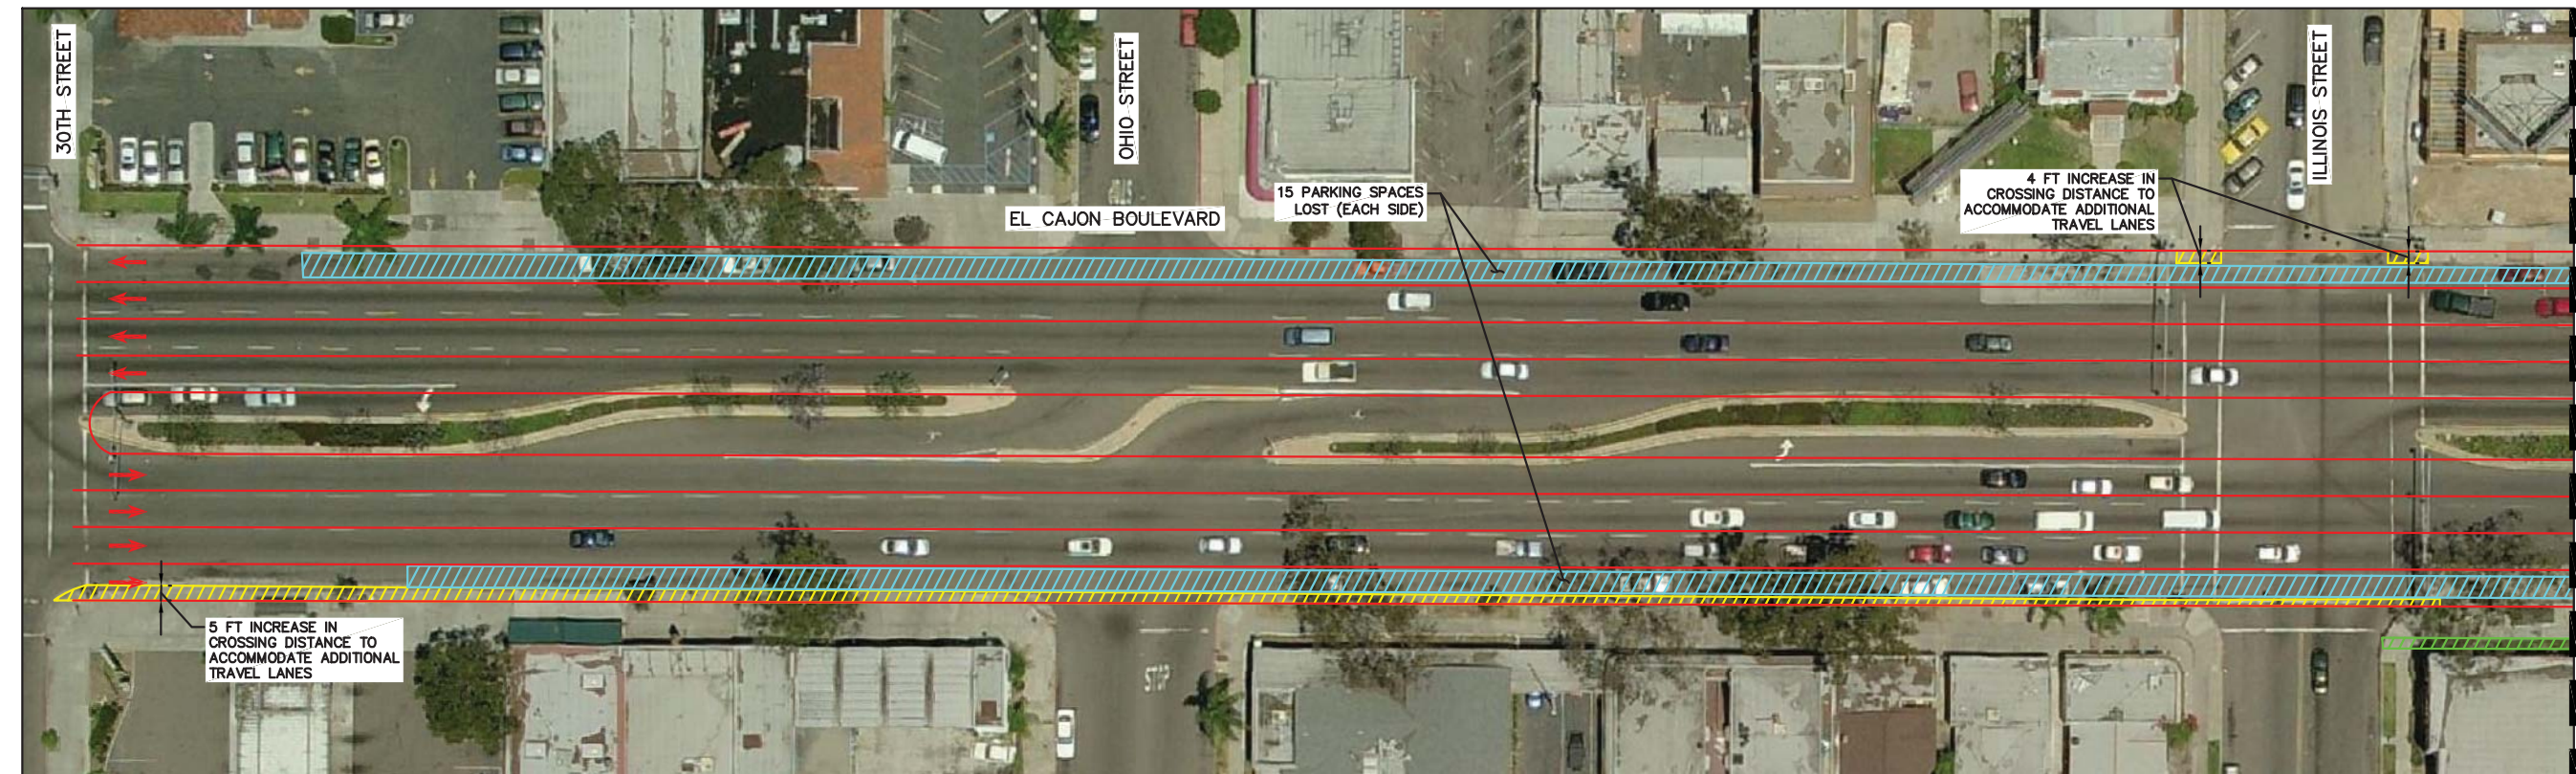 30TH STREET
OHIO STREET
ILLINOIS STREET
EL CAJON BOULEVARD
15 PARKING SPACES
LOST (EACH SIDE)
4 FT INCREASE IN
CROSSING DISTANCE TO
ACCOMMODATE ADDITIONAL
TRAVEL LANES
5 FT INCREASE IN
CROSSING DISTANCE TO
ACCOMMODATE ADDITIONAL
TRAVEL LANES
STOP